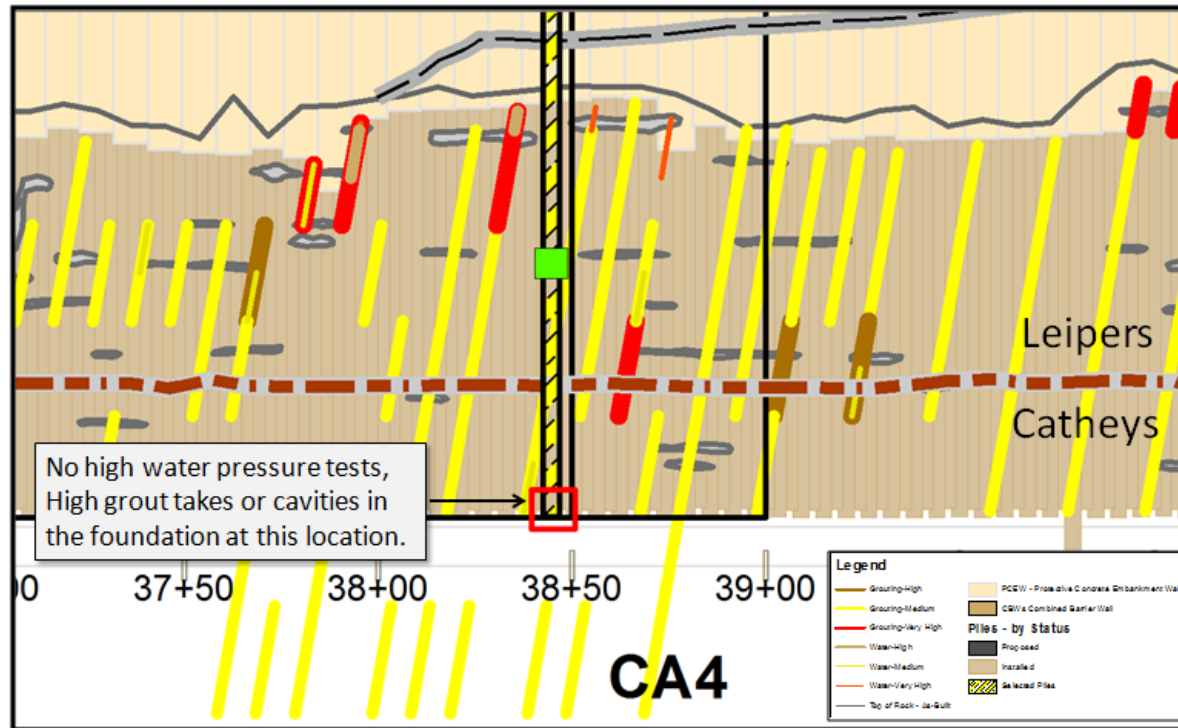 Leipers
Catheys
No high water pressure tests,
High grout takes or cavities in
the foundation at this location.
00
37+50
38+00
38+50
39+00
CA4
Legend
Grouting-High
Grouting-Medium
Grouting-Very High
Water-High
Water-Medium
Water-Very High
Top of Rock - As-Built
PCEW - Protective Concrete Embankment Wall
CBWs Combined Barrier Wall
Piles - by Status
Proposed
Installed
Selected Piles